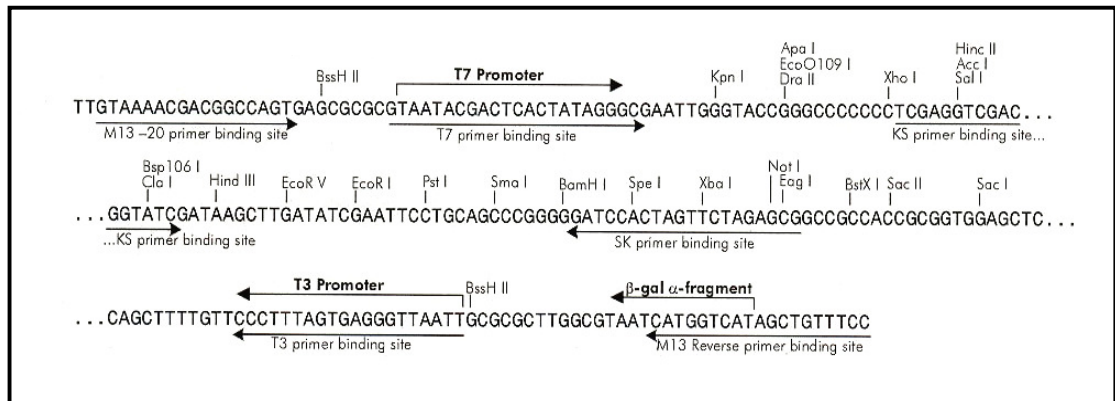 Apa I Hinc II
BssH II T7 Promoter Kpn I EcoO109 I Xho I Acc I
Dra II Sal I
TTGTAAAACGACGGCCAGTGAGCGCGCGTAATACGACTCACTATAGGGCGAATTGGGTACCGGGCCCCCCCTCGAGGTCGAC...
M13 –20 primer binding site T7 primer binding site KS primer binding site...
Bsp106 I Not I
Cla I Hind III EcoR V EcoR I Pst I Sma I BamH I Spe I Xba I Eag I BstX I Sac II Sac I
...GGTATCGATAAGCTTGATATCGAATTCCTGCAGCCCGGGGGATCCACTAGTTCTAGAGCGGCCGCCACCGCGGTGGAGCTC...
...KS primer binding site SK primer binding site
T3 Promoter BssH II β-gal α-fragment
...CAGCTTTTGTTCCCTTTAGTGAGGGTTAATTGCGCGCTTGGCGTAATCATGGTCATAGCTGTTTCC
T3 primer binding site M13 Reverse primer binding site